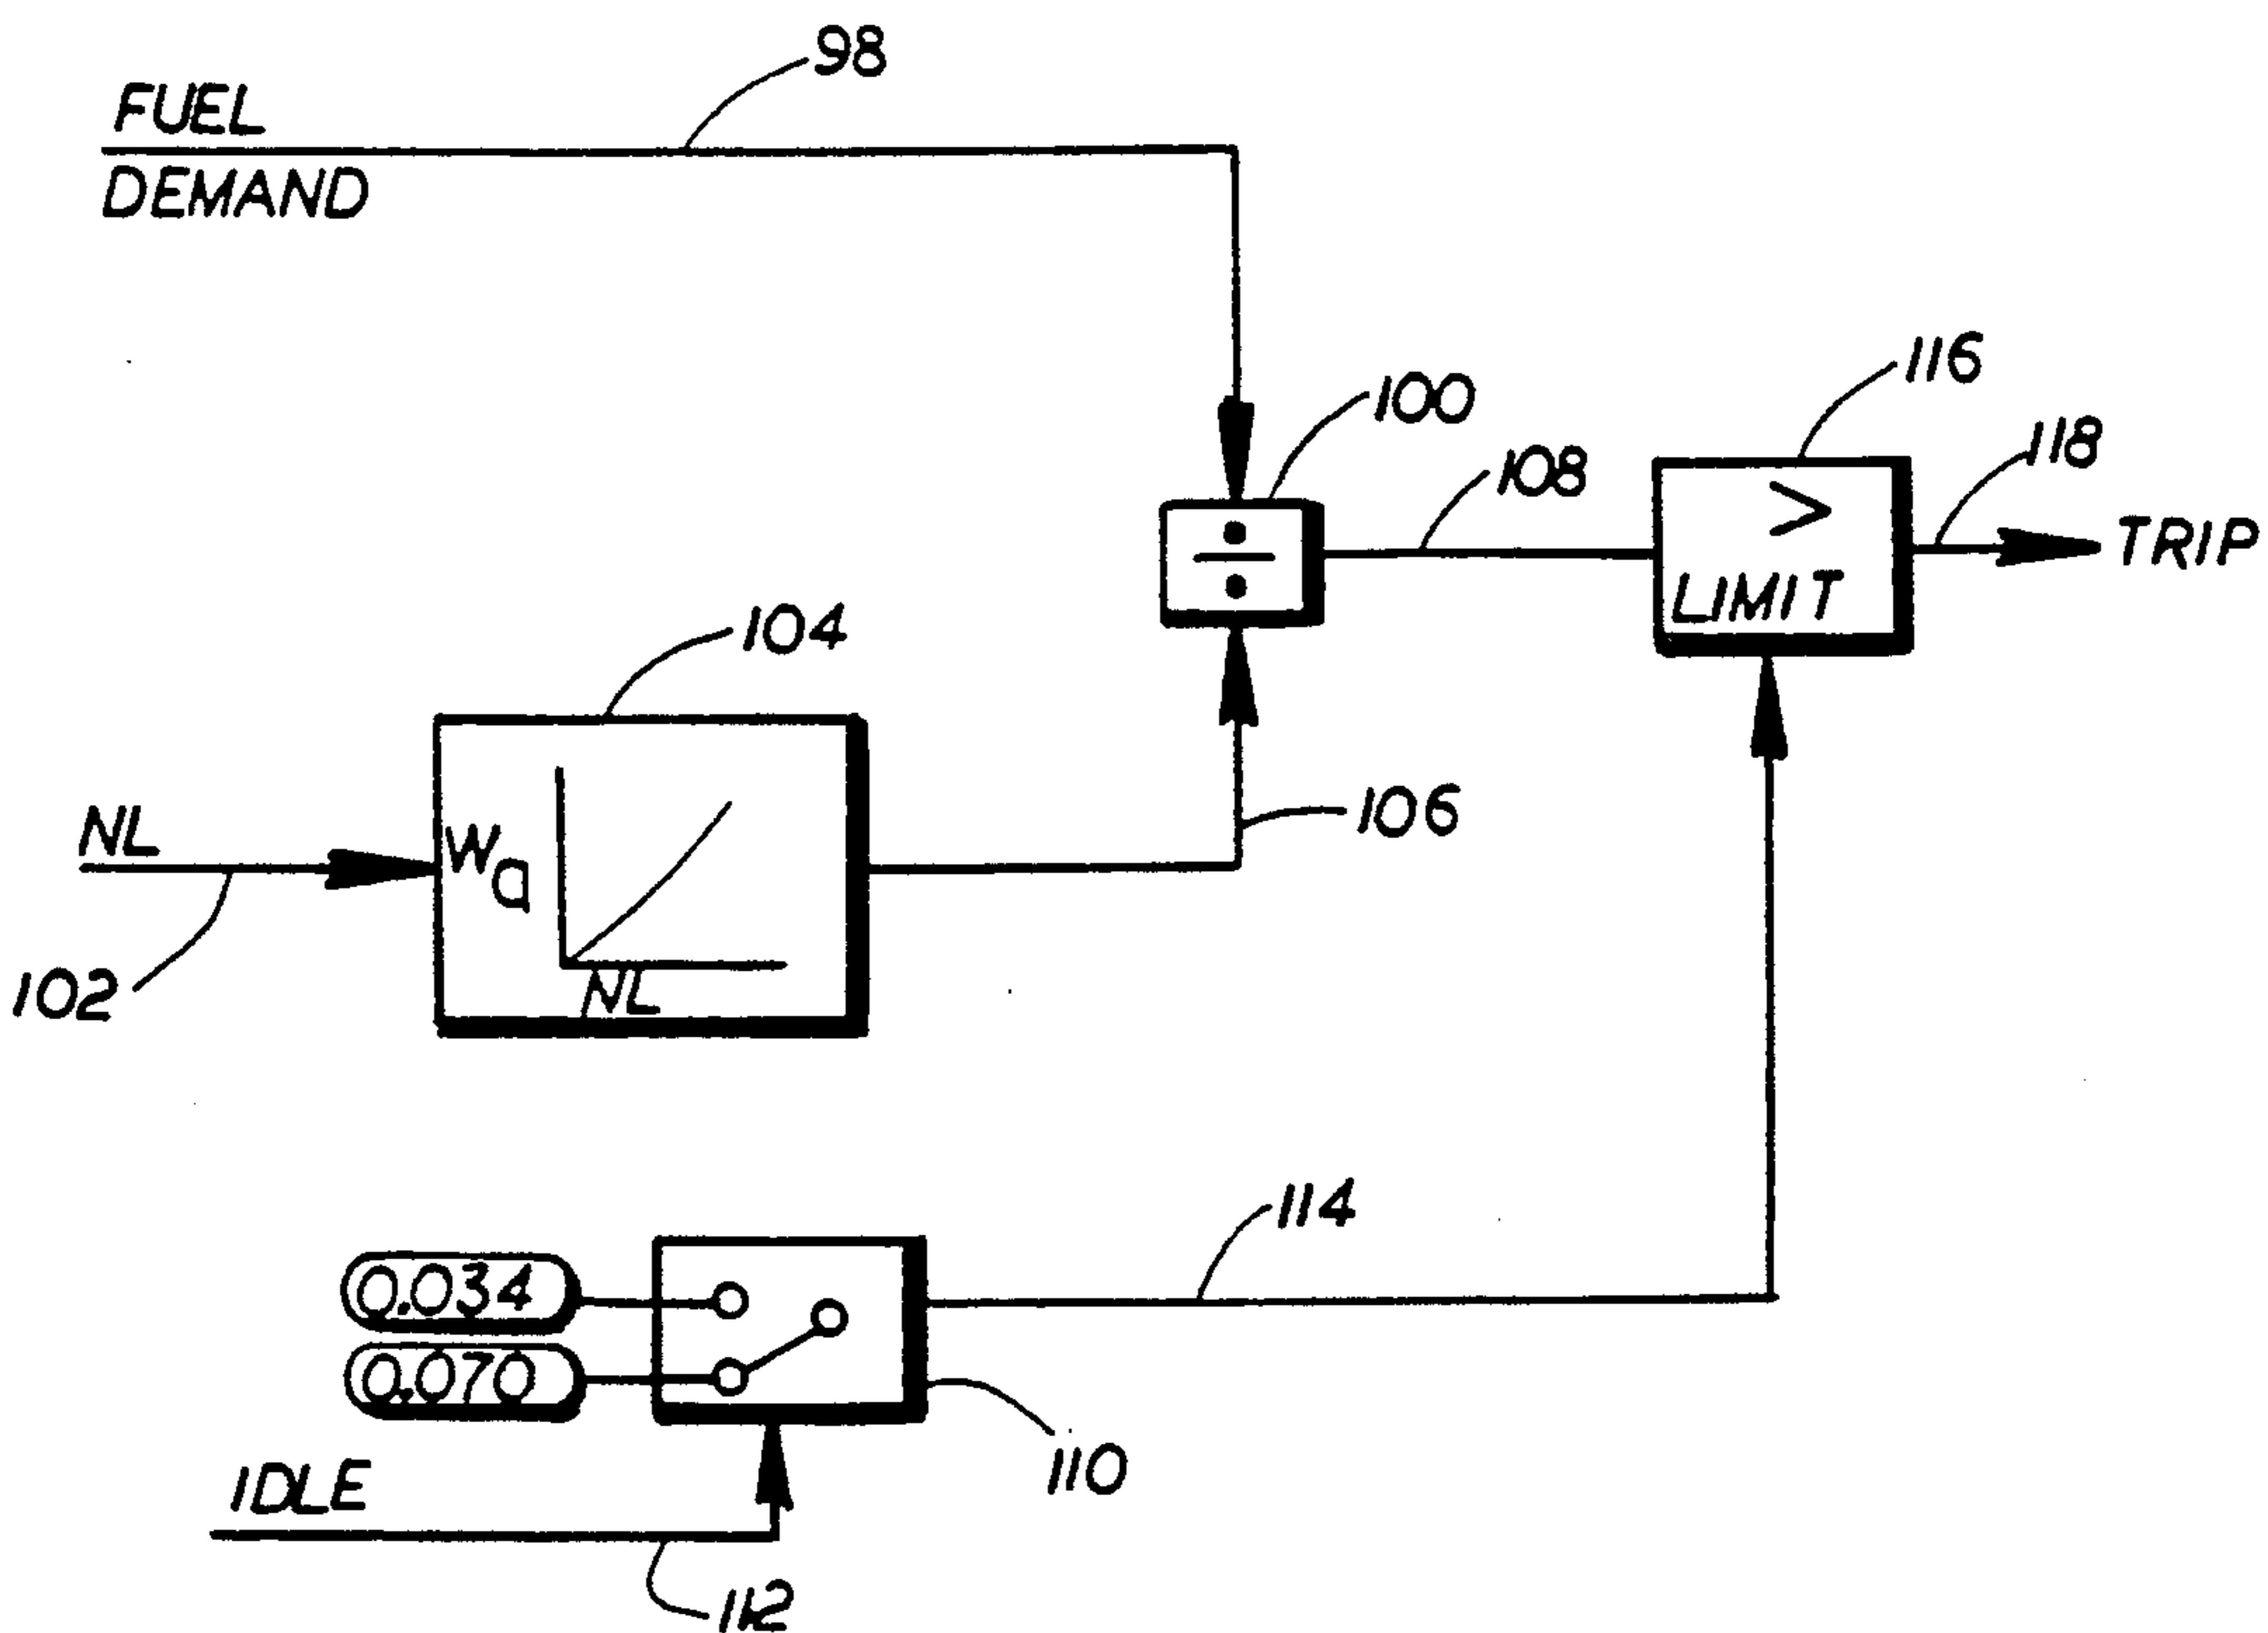 98
FUEL
DEMAND
116
100
118
108
>
÷
TRIP
LIMIT
104
NL
Wa
106
102
NL
114
0.034
0.070
110
IDLE
112